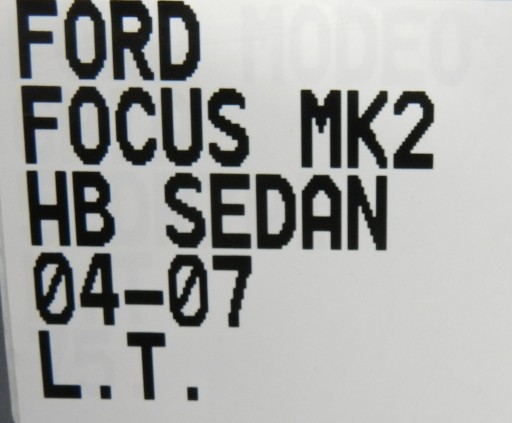 FORD
FOCUS MK2
HB SEDAN
04-07
L.T.